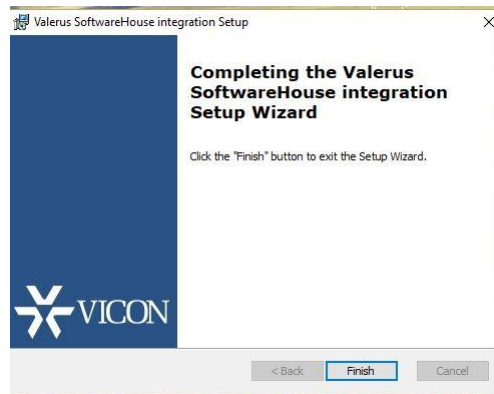 Valerus SoftwareHouse integration Setup
Completing the Valerus
SoftwareHouse integration
Setup Wizard
Click the "Finish" button to exit the Setup Wizard.
VICON
< Back
Finish
Cancel